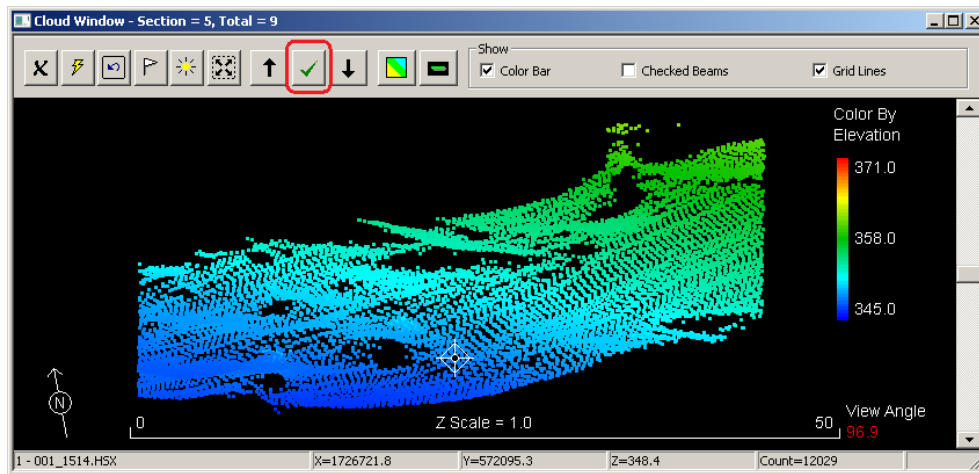 Cloud Window - Section = 5, Total = 9
Show
Color Bar
Checked Beams
Grid Lines
Color By
Elevation
371.0
358.0
345.0
N
0
Z Scale = 1.0
50
View Angle
96.9
1 - 001_1514.HSX
X=1726721.8
Y=572095.3
Z=348.4
Count=12029